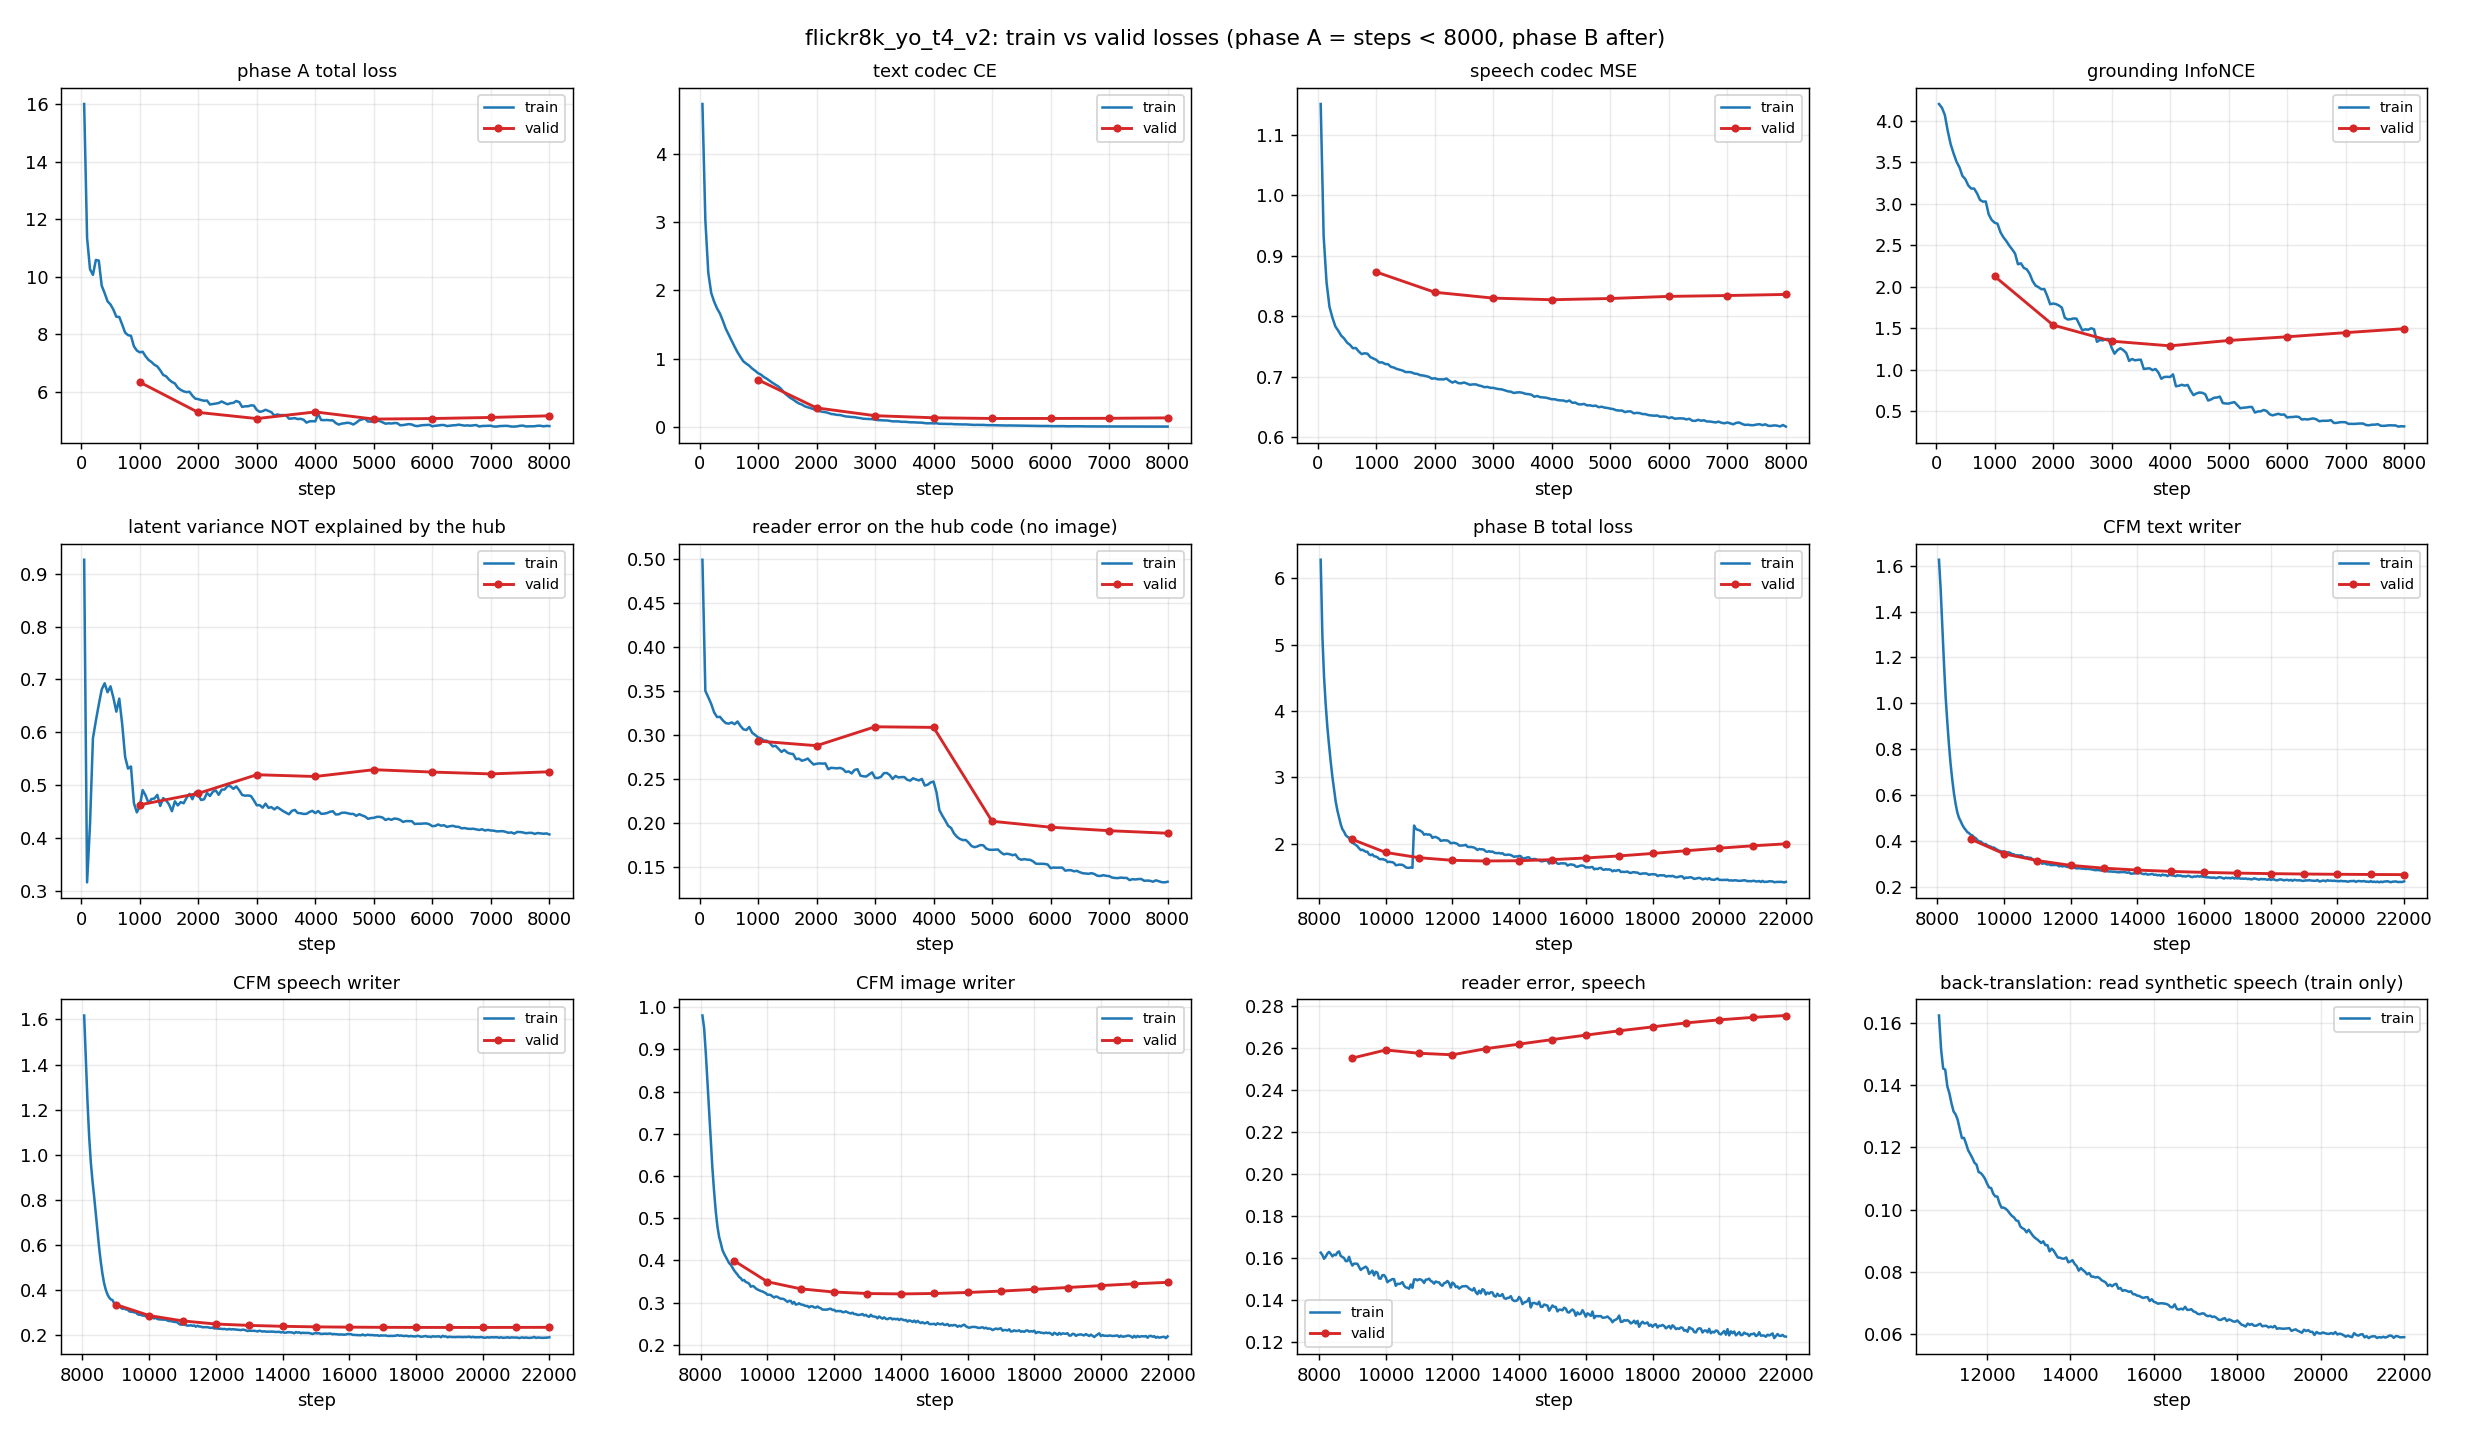 flickr8k_yo_t4_v2: train vs valid losses (phase A = steps < 8000, phase B after)
phase A total loss
16
14
12
10
8
6
0 1000 2000 3000 4000 5000 6000 7000 8000
step
train
valid
text codec CE
4
3
2
1
0
0 1000 2000 3000 4000 5000 6000 7000 8000
step
train
valid
speech codec MSE
1.1
1.0
0.9
0.8
0.7
0.6
0 1000 2000 3000 4000 5000 6000 7000 8000
step
train
valid
grounding InfoNCE
4.0
3.5
3.0
2.5
2.0
1.5
1.0
0.5
0 1000 2000 3000 4000 5000 6000 7000 8000
step
train
valid
latent variance NOT explained by the hub
0.9
0.8
0.7
0.6
0.5
0.4
0.3
0 1000 2000 3000 4000 5000 6000 7000 8000
step
train
valid
reader error on the hub code (no image)
0.50
0.45
0.40
0.35
0.30
0.25
0.20
0.15
0 1000 2000 3000 4000 5000 6000 7000 8000
step
train
valid
phase B total loss
6
5
4
3
2
8000 10000 12000 14000 16000 18000 20000 22000
step
train
valid
CFM text writer
1.6
1.4
1.2
1.0
0.8
0.6
0.4
0.2
8000 10000 12000 14000 16000 18000 20000 22000
step
train
valid
CFM speech writer
1.6
1.4
1.2
1.0
0.8
0.6
0.4
0.2
8000 10000 12000 14000 16000 18000 20000 22000
step
train
valid
CFM image writer
1.0
0.9
0.8
0.7
0.6
0.5
0.4
0.3
0.2
8000 10000 12000 14000 16000 18000 20000 22000
step
train
valid
reader error, speech
0.28
0.26
0.24
0.22
0.20
0.18
0.16
0.14
0.12
8000 10000 12000 14000 16000 18000 20000 22000
step
train
valid
back-translation: read synthetic speech (train only)
0.16
0.14
0.12
0.10
0.08
0.06
12000 14000 16000 18000 20000 22000
step
train